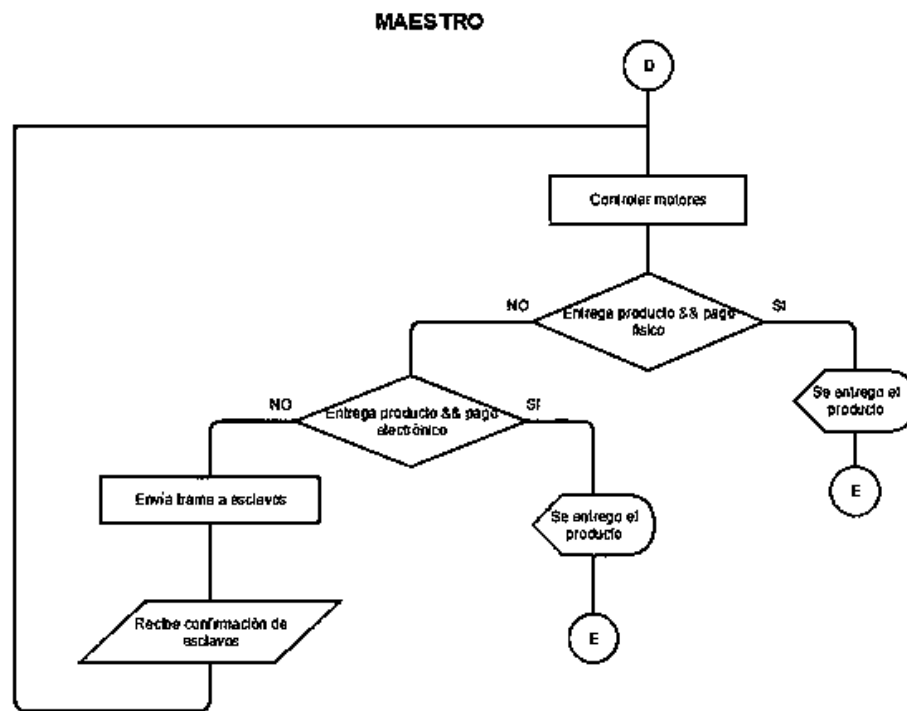 MAESTRO
D
Controlar motores
NO
Entrega producto && pago
físico
SI
Se entrego el
producto
E
NO
Entrega producto && pago
electrónico
SI
Envía trama a esclavos
Se entrego el
producto
Recibe confirmación de
esclavos
E